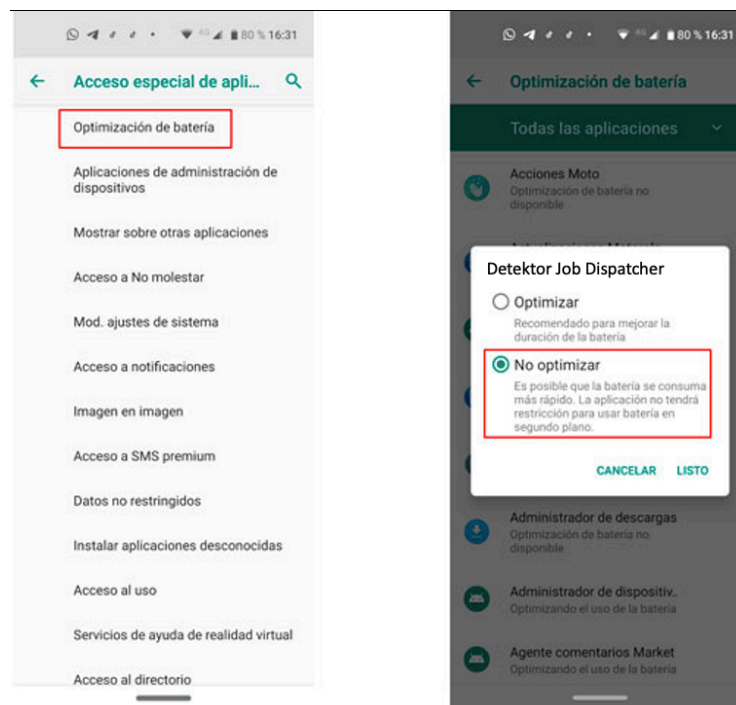 4G 80 % 16:31
Acceso especial de apli...
Optimización de batería
Aplicaciones de administración de
dispositivos
Mostrar sobre otras aplicaciones
Acceso a No molestar
Mod. ajustes de sistema
Acceso a notificaciones
Imagen en imagen
Acceso a SMS premium
Datos no restringidos
Instalar aplicaciones desconocidas
Acceso al uso
Servicios de ayuda de realidad virtual
Acceso al directorio
4G 80 % 16:31
Optimización de batería
Todas las aplicaciones
Acciones Moto
Optimización de batería no
disponible
Detektor Job Dispatcher
Optimizar
Recomendado para mejorar la
duración de la batería
No optimizar
Es posible que la batería se consuma
más rápido. La aplicación no tendrá
restricción para usar batería en
segundo plano.
CANCELAR LISTO
Administrador de descargas
Optimización de batería no
disponible
Administrador de dispositiv..
Optimizando el uso de la batería
Agente comentarios Market
Optimizando el uso de la batería